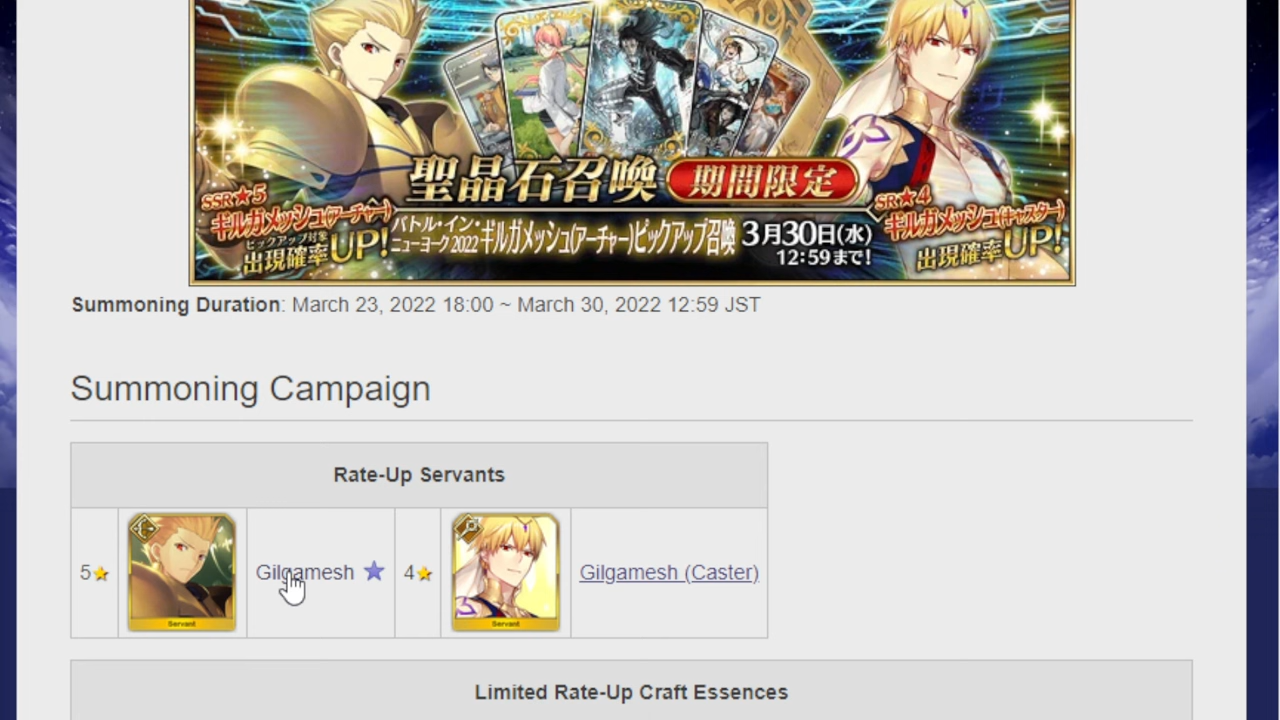 聖晶石召喚 期間限定
SSR★5
ギルガメッシュ(アーチャー)
ピックアップ対象
出現確率UP!
バトル・イン・
ニューヨーク2022 ギルガメッシュ(アーチャー)ピックアップ召喚
3月30日(水)
12:59まで!
SR★4
ギルガメッシュ(キャスター)
出現確率UP!
Summoning Duration: March 23, 2022 18:00 ~ March 30, 2022 12:59 JST
Summoning Campaign
Rate-Up Servants
5★ Gilgamesh ★ 4★ Gilgamesh (Caster)
Servant Servant
Limited Rate-Up Craft Essences